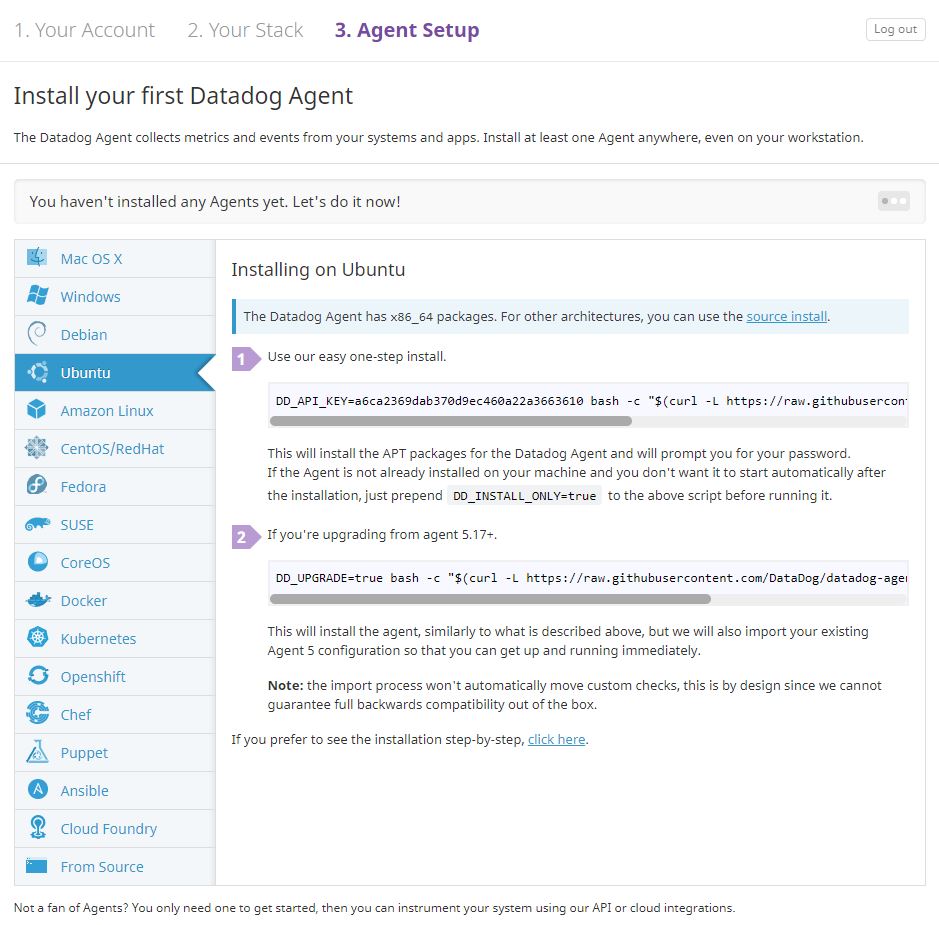 1. Your Account 2. Your Stack 3. Agent Setup Log out
Install your first Datadog Agent
The Datadog Agent collects metrics and events from your systems and apps. Install at least one Agent anywhere, even on your workstation.
You haven't installed any Agents yet. Let's do it now!
Mac OS X
Windows
Debian
Ubuntu
Amazon Linux
CentOS/RedHat
Fedora
SUSE
CoreOS
Docker
Kubernetes
Openshift
Chef
Puppet
Ansible
Cloud Foundry
From Source
Installing on Ubuntu
The Datadog Agent has x86_64 packages. For other architectures, you can use the source install.
1 Use our easy one-step install.
DD_API_KEY=a6ca2369dab370d9ec460a22a3663610 bash -c "$(curl -L https://raw.githubusercon
This will install the APT packages for the Datadog Agent and will prompt you for your password.
If the Agent is not already installed on your machine and you don't want it to start automatically after
the installation, just prepend DD_INSTALL_ONLY=true to the above script before running it.
2 If you're upgrading from agent 5.17+.
DD_UPGRADE=true bash -c "$(curl -L https://raw.githubusercontent.com/DataDog/datadog-age
This will install the agent, similarly to what is described above, but we will also import your existing
Agent 5 configuration so that you can get up and running immediately.
Note: the import process won't automatically move custom checks, this is by design since we cannot
guarantee full backwards compatibility out of the box.
If you prefer to see the installation step-by-step, click here.
Not a fan of Agents? You only need one to get started, then you can instrument your system using our API or cloud integrations.